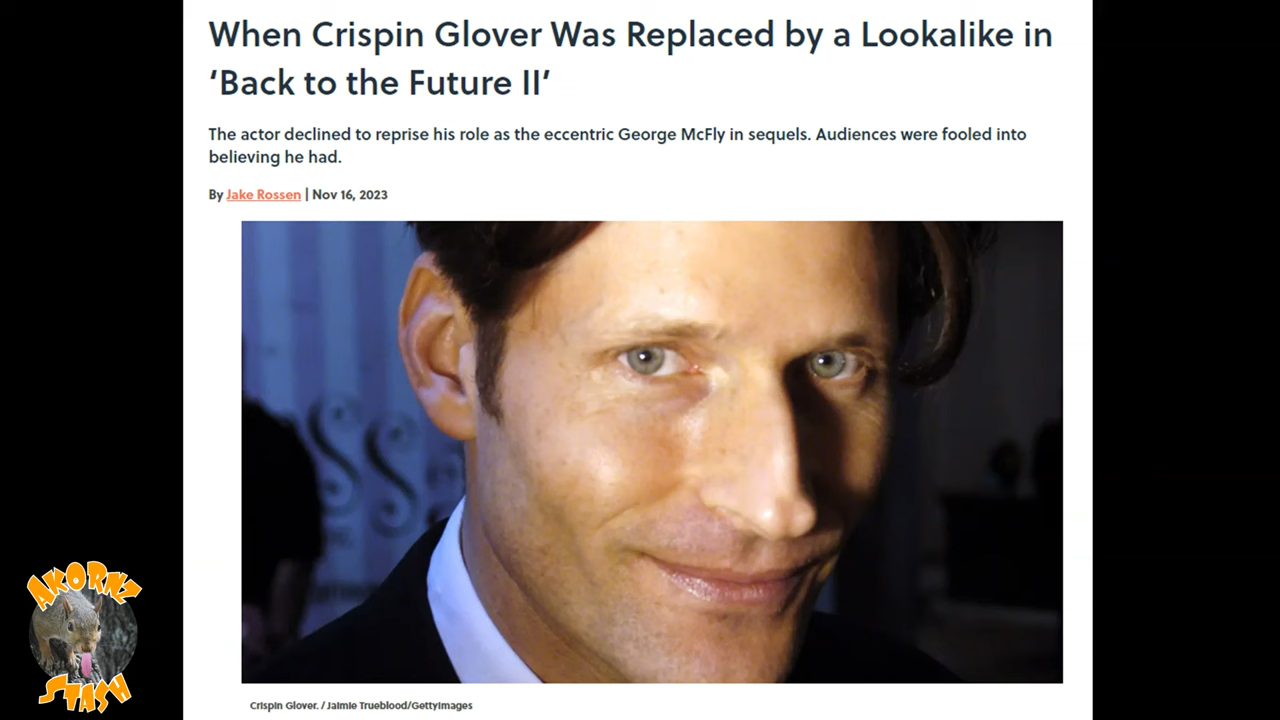 When Crispin Glover Was Replaced by a Lookalike in
‘Back to the Future II’
The actor declined to reprise his role as the eccentric George McFly in sequels. Audiences were fooled into
believing he had.
By Jake Rossen | Nov 16, 2023
Crispin Glover. / Jaimie Trueblood/GettyImages
AKORNZ
STASH